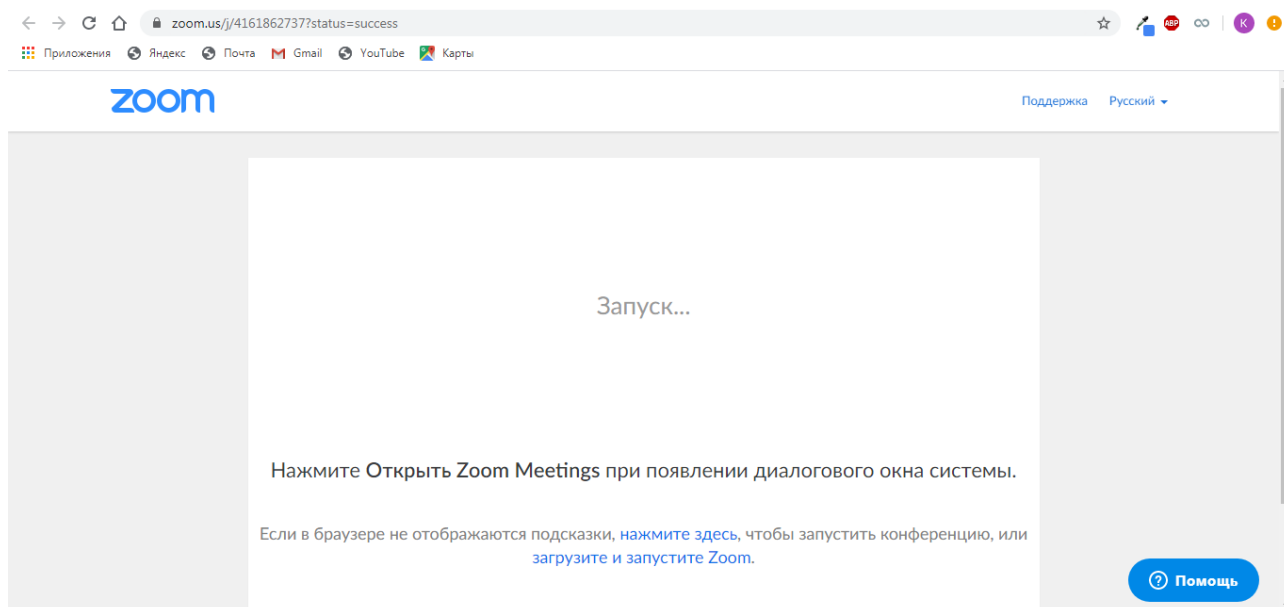 zoom.us/j/4161862737?status=success
ABP
K
Приложения Яндекс Почта Gmail YouTube Карты
zoom
Поддержка Русский
Запуск...
Нажмите Открыть Zoom Meetings при появлении диалогового окна системы.
Если в браузере не отображаются подсказки, нажмите здесь, чтобы запустить конференцию, или
загрузите и запустите Zoom.
Помощь